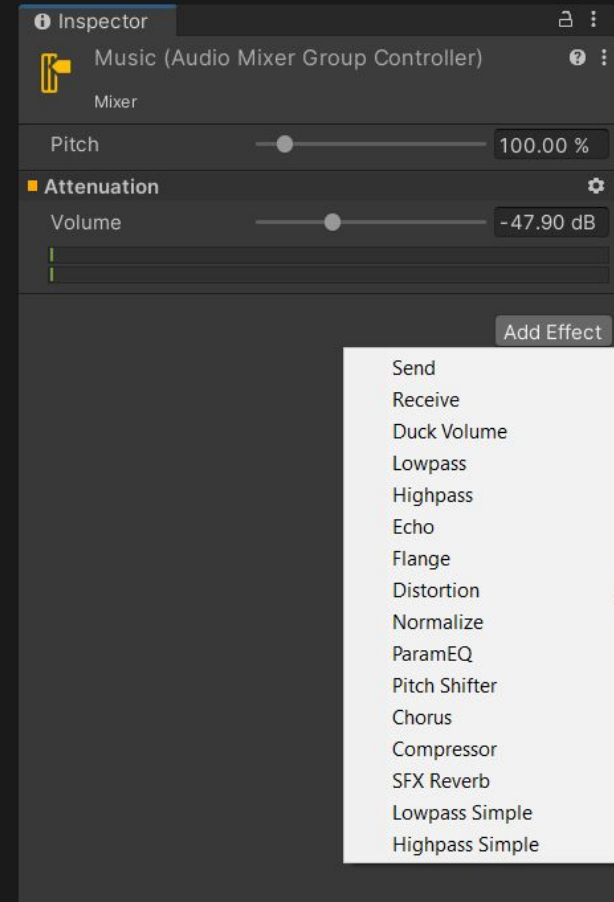 Inspector
Music (Audio Mixer Group Controller)
Mixer
Pitch 100.00 %
Attenuation
Volume -47.90 dB
Add Effect
Send
Receive
Duck Volume
Lowpass
Highpass
Echo
Flange
Distortion
Normalize
ParamEQ
Pitch Shifter
Chorus
Compressor
SFX Reverb
Lowpass Simple
Highpass Simple